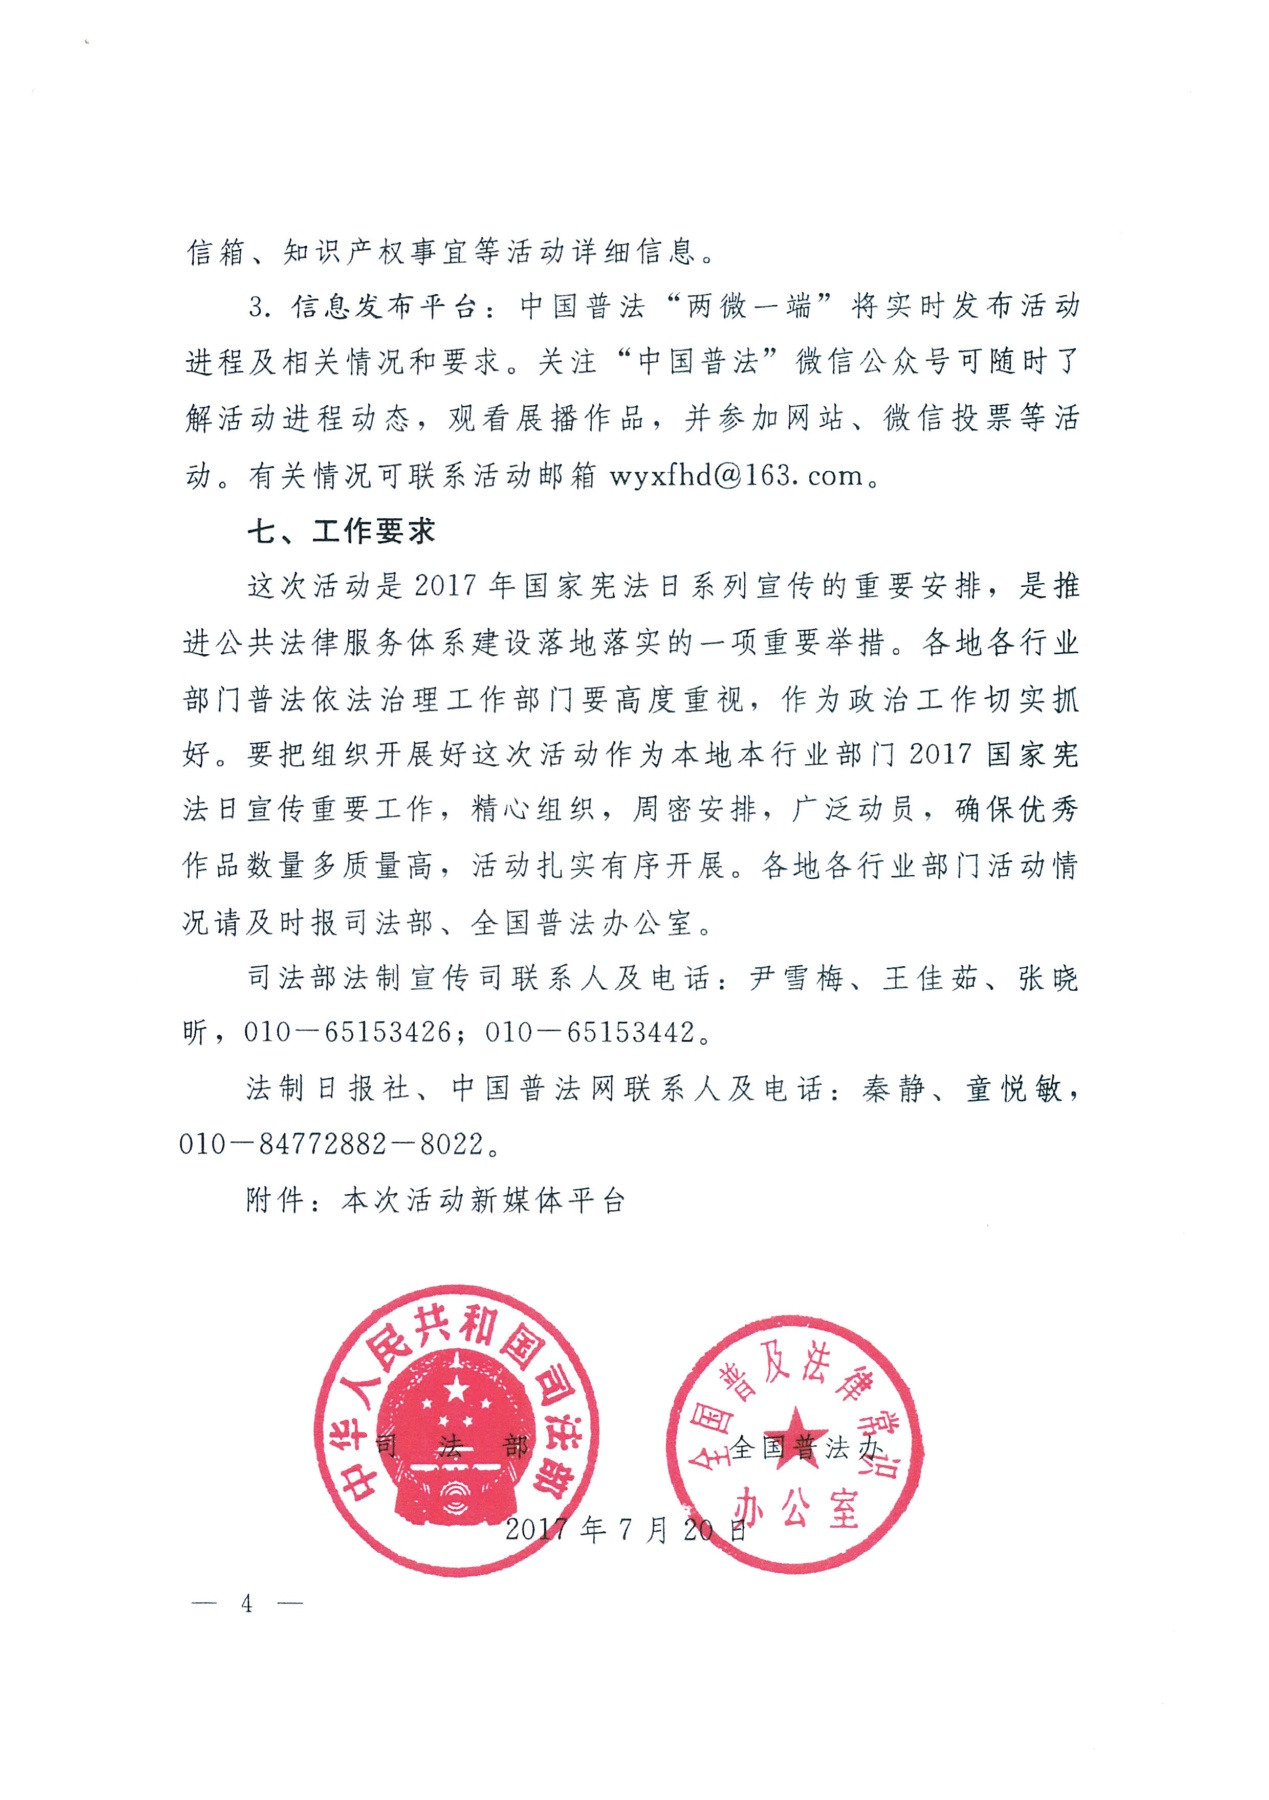 信箱、知识产权事宜等活动详细信息。
3. 信息发布平台：中国普法“两微一端”将实时发布活动
进程及相关情况和要求。关注“中国普法”微信公众号可随时了
解活动进程动态，观看展播作品，并参加网站、微信投票等活
动。有关情况可联系活动邮箱 wyxfhd@163.com。
七、工作要求
这次活动是 2017 年国家宪法日系列宣传的重要安排，是推
进公共法律服务体系建设落地落实的一项重要举措。各地各行业
部门普法依法治理工作部门要高度重视，作为政治工作切实抓
好。要把组织开展好这次活动作为本地本行业部门 2017 国家宪
法日宣传重要工作，精心组织，周密安排，广泛动员，确保优秀
作品数量多质量高，活动扎实有序开展。各地各行业部门活动情
况请及时报司法部、全国普法办公室。
司法部法制宣传司联系人及电话：尹雪梅、王佳茹、张晓
昕，010－65153426；010－65153442。
法制日报社、中国普法网联系人及电话：秦静、童悦敏，
010－84772882－8022。
附件：本次活动新媒体平台
中华人民共和国司法部
全国普及法律常识
办公室
司 法 部
全国普法办
2017 年 7 月 20 日
— 4 —